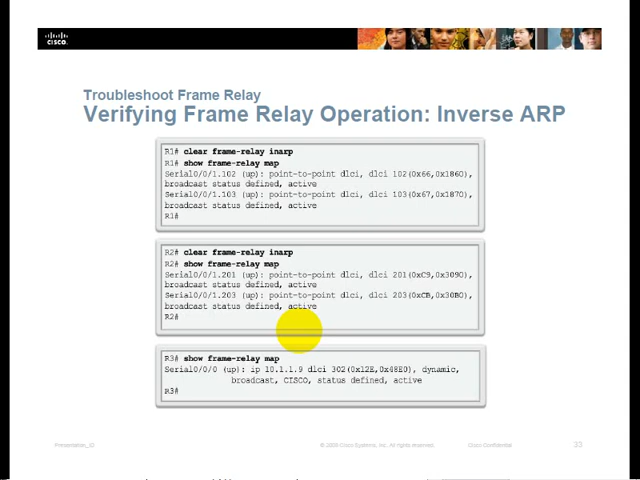 CISCO
Troubleshoot Frame Relay
Verifying Frame Relay Operation: Inverse ARP
R1# clear frame-relay inarp
R1# show frame-relay map
Serial0/0/1.102 (up): point-to-point dlci, dlci 102(0x66,0x1860),
broadcast status defined, active
Serial0/0/1.103 (up): point-to-point dlci, dlci 103(0x67,0x1870),
broadcast status defined, active
R1#
R2# clear frame-relay inarp
R2# show frame-relay map
Serial0/0/1.201 (up): point-to-point dlci, dlci 201(0xC9,0x3090),
broadcast status defined, active
Serial0/0/1.203 (up): point-to-point dlci, dlci 203(0xCB,0x30B0),
broadcast status defined, active
R2#
R3# show frame-relay map
Serial0/0/0 (up): ip 10.1.1.9 dlci 302(0x12E,0x48E0), dynamic,
broadcast, CISCO, status defined, active
R3#
Presentation_ID
Cisco Systems, Inc. All rights reserved.
Cisco Confidential
33